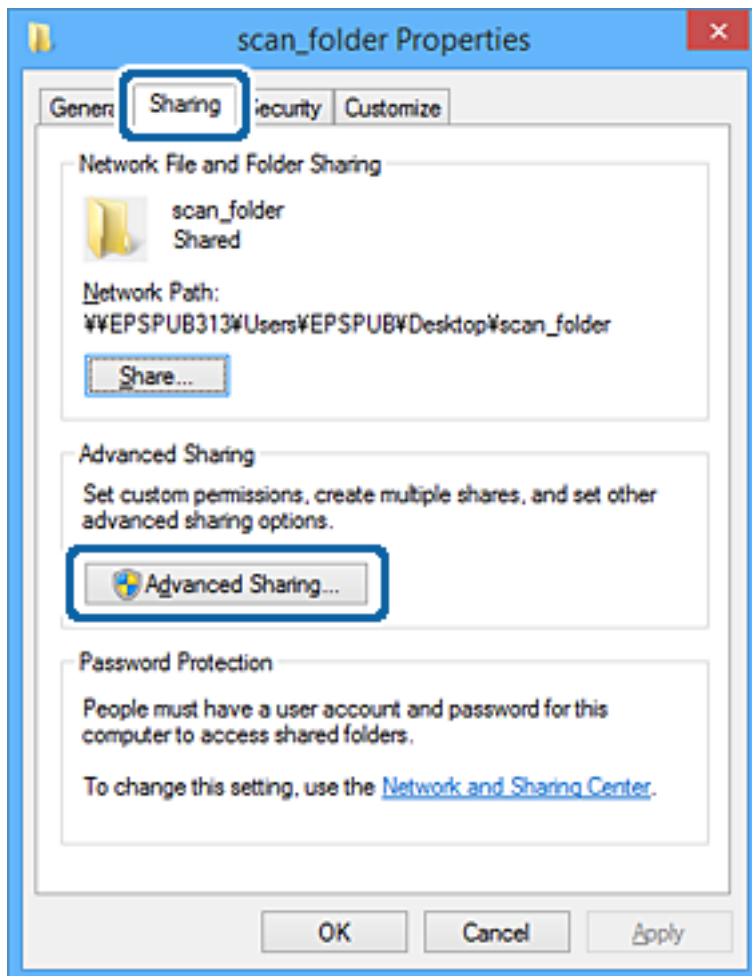 scan_folder Properties
General Sharing Security Customize
Network File and Folder Sharing
scan_folder
Shared
Network Path:
¥¥EPSPUB313¥Users¥EPSPUB¥Desktop¥scan_folder
Share...
Advanced Sharing
Set custom permissions, create multiple shares, and set other
advanced sharing options.
Advanced Sharing...
Password Protection
People must have a user account and password for this
computer to access shared folders.
To change this setting, use the Network and Sharing Center.
OK Cancel Apply